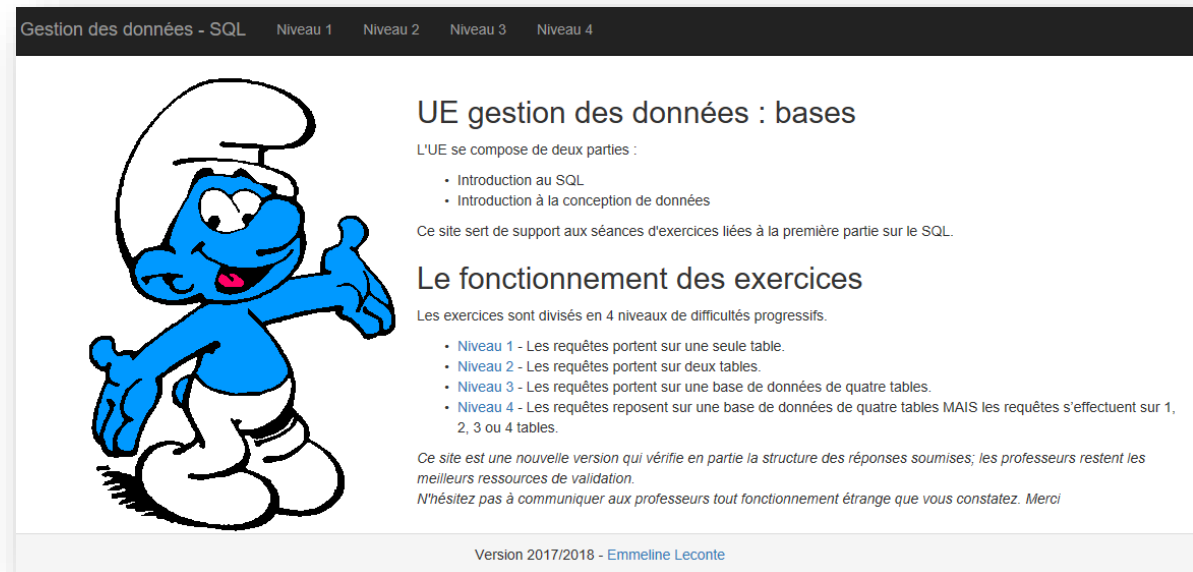 Gestion des données - SQL Niveau 1 Niveau 2 Niveau 3 Niveau 4
UE gestion des données : bases
L'UE se compose de deux parties :
• Introduction au SQL
• Introduction à la conception de données
Ce site sert de support aux séances d'exercices liées à la première partie sur le SQL.
Le fonctionnement des exercices
Les exercices sont divisés en 4 niveaux de difficultés progressifs.
• Niveau 1 - Les requêtes portent sur une seule table.
• Niveau 2 - Les requêtes portent sur deux tables.
• Niveau 3 - Les requêtes portent sur une base de données de quatre tables.
• Niveau 4 - Les requêtes reposent sur une base de données de quatre tables MAIS les requêtes s’effectuent sur 1,
2, 3 ou 4 tables.
Ce site est une nouvelle version qui vérifie en partie la structure des réponses soumises; les professeurs restent les
meilleurs ressources de validation.
N'hésitez pas à communiquer aux professeurs tout fonctionnement étrange que vous constatez. Merci
Version 2017/2018 - Emmeline Leconte